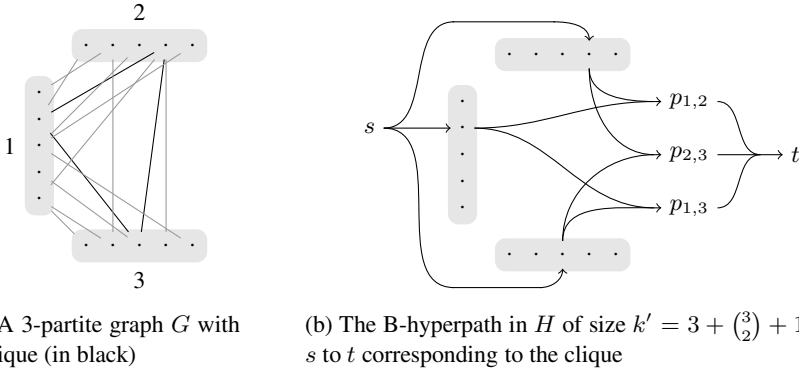 2
1
3
s
p1,2
p2,3
p1,3
t
A 3-partite graph G with
ique (in black)
(b) The B-hyperpath in H of size k′ = 3 + (3 2) + 1
s to t corresponding to the clique